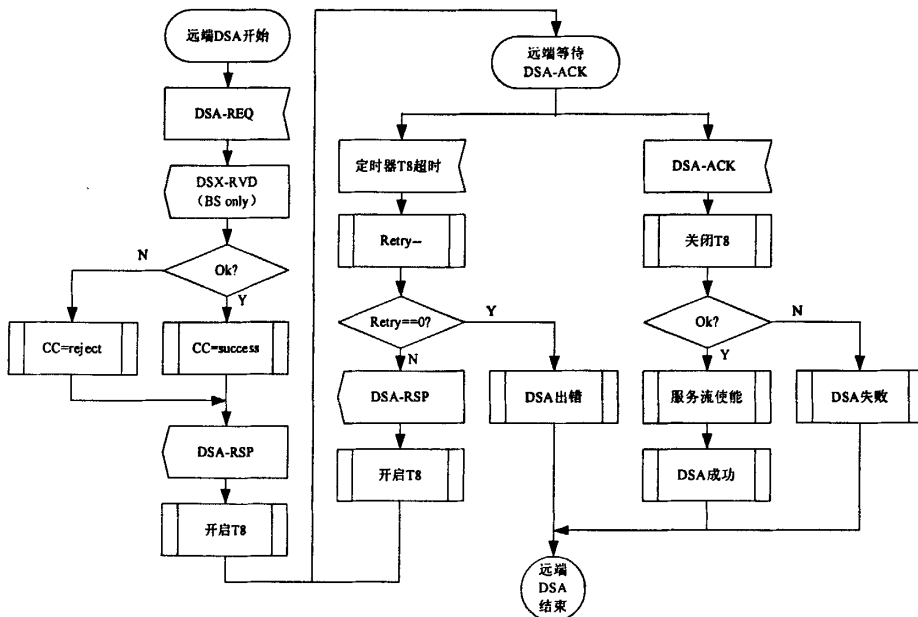 远端DSA开始
DSA-REQ
DSX-RVD
（BS only）
Ok?
N
Y
CC=reject
CC=success
DSA-RSP
开启T8
远端等待
DSA-ACK
定时器T8超时
Retry--
Retry==0?
Y
N
DSA-RSP
DSA出错
开启T8
DSA-ACK
关闭T8
Ok?
N
Y
服务流使能
DSA失败
DSA成功
远端
DSA
结束